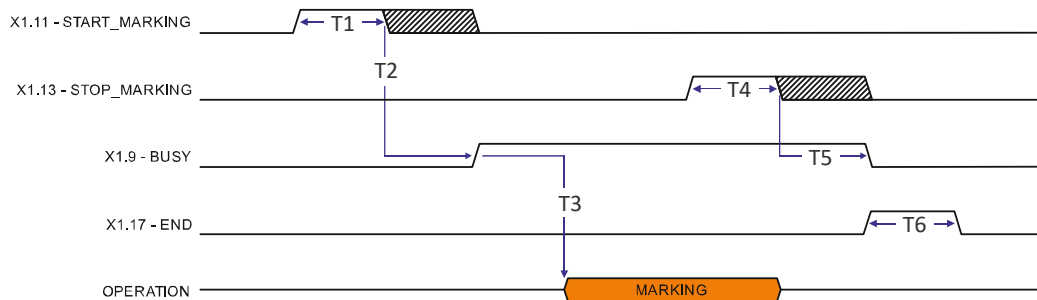 X1.11 - START_MARKING
T1
T2
X1.13 - STOP_MARKING
T4
X1.9 - BUSY
T5
T3
X1.17 - END
T6
OPERATION
MARKING